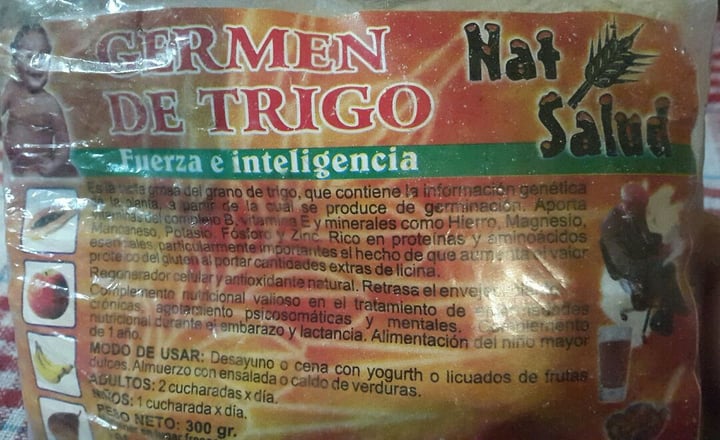 GERMEN
DE TRIGO
Nat
Salud
Fuerza e inteligencia
Es la parte grasa del grano de trigo, que contiene la información genética
de la planta, a partir de la cual se produce de germinación. Aporta
vitaminas del complejo B, vitamina E y minerales como Hierro, Magnesio,
Manganeso, Potasio, Fósforo y Zinc. Rico en proteínas y aminoácidos
esenciales, particularmente importantes el hecho de que aumenta el valor
proteico del gluten al portar cantidades extras de licina.
Regenerador celular y antioxidante natural. Retrasa el
Complemento nutricional valioso en el tratamiento de
crónicas, agotamiento psicosomáticas y mentales. Complemento
nutricional durante el embarazo y lactancia. Alimentación del niño mayor
de 1 año.
MODO DE USAR: Desayuno o cena con yogurth o licuados de frutas
dulces. Almuerzo con ensalada o caldo de verduras.
ADULTOS: 2 cucharadas x día.
NIÑOS: 1 cucharada x día.
PESO NETO: 300 gr.